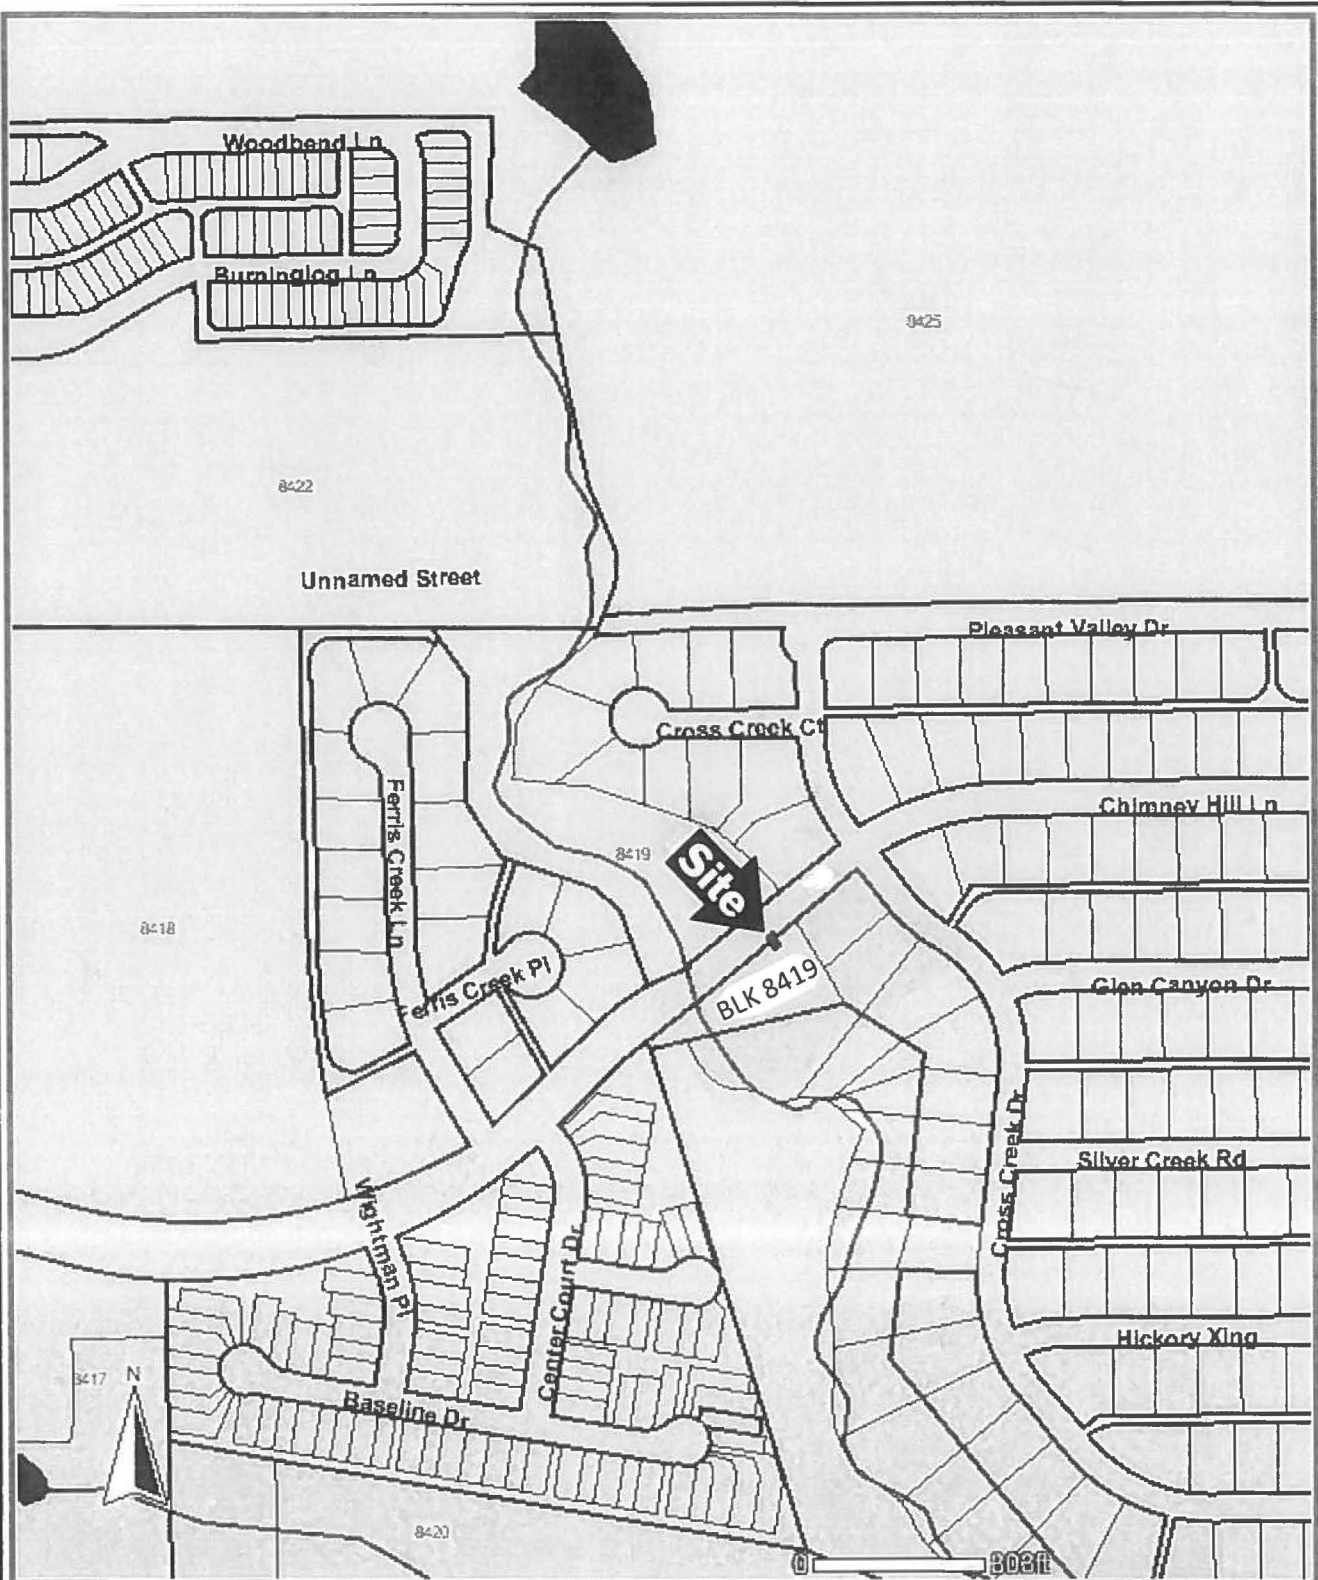 Woodbend Ln
Burninglog Ln
8425
8422
Unnamed Street
Pleasant Valley Dr
Cross Creek Ct
Chimney Hill Ln
Ferris Creek Ln
8419
Site
8418
Ferris Creek Pl
BLK 8419
Glen Canyon Dr
Cross Creek Dr
Silver Creek Rd
Wightman Pl
Center Court Dr
Hickory Xing
8417
N
Baseline Dr
8420
0